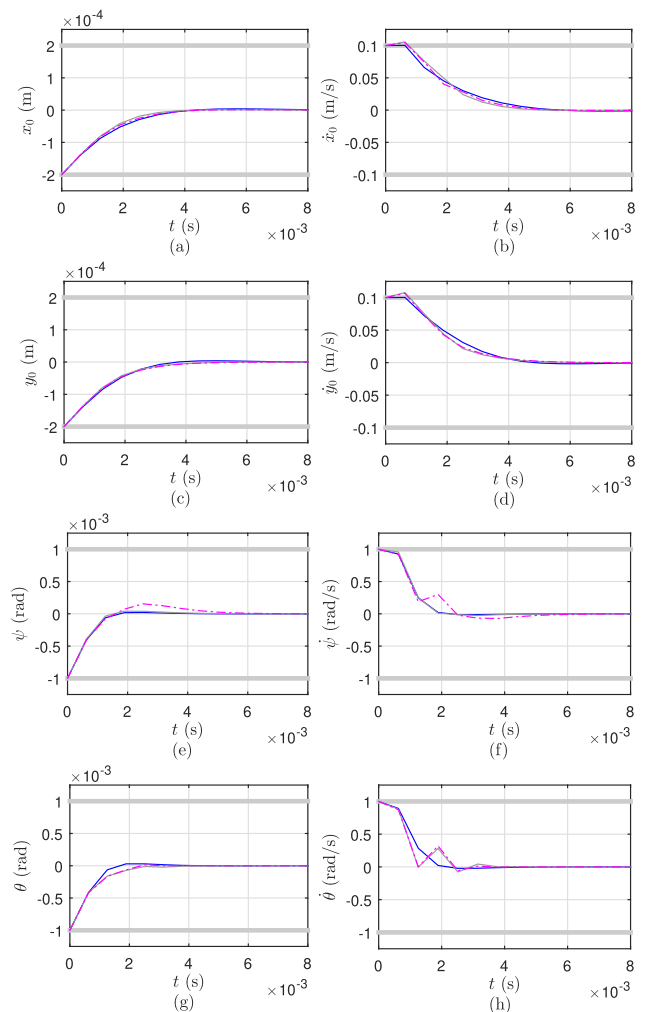 ×10⁻⁴
2
1
0
-1
-2
x₀ (m)
0 2 4 6 8
t (s)
×10⁻³
(a)
0.1
0.05
0
-0.05
-0.1
ẋ₀ (m/s)
0 2 4 6 8
t (s)
×10⁻³
(b)
×10⁻⁴
2
1
0
-1
-2
y₀ (m)
0 2 4 6 8
t (s)
×10⁻³
(c)
0.1
0.05
0
-0.05
-0.1
ẏ₀ (m/s)
0 2 4 6 8
t (s)
×10⁻³
(d)
×10⁻³
1
0.5
0
-0.5
-1
ψ (rad)
0 2 4 6 8
t (s)
×10⁻³
(e)
1
0.5
0
-0.5
-1
ψ̇ (rad/s)
0 2 4 6 8
t (s)
×10⁻³
(f)
×10⁻³
1
0.5
0
-0.5
-1
θ (rad)
0 2 4 6 8
t (s)
×10⁻³
(g)
1
0.5
0
-0.5
-1
θ̇ (rad/s)
0 2 4 6 8
t (s)
×10⁻³
(h)